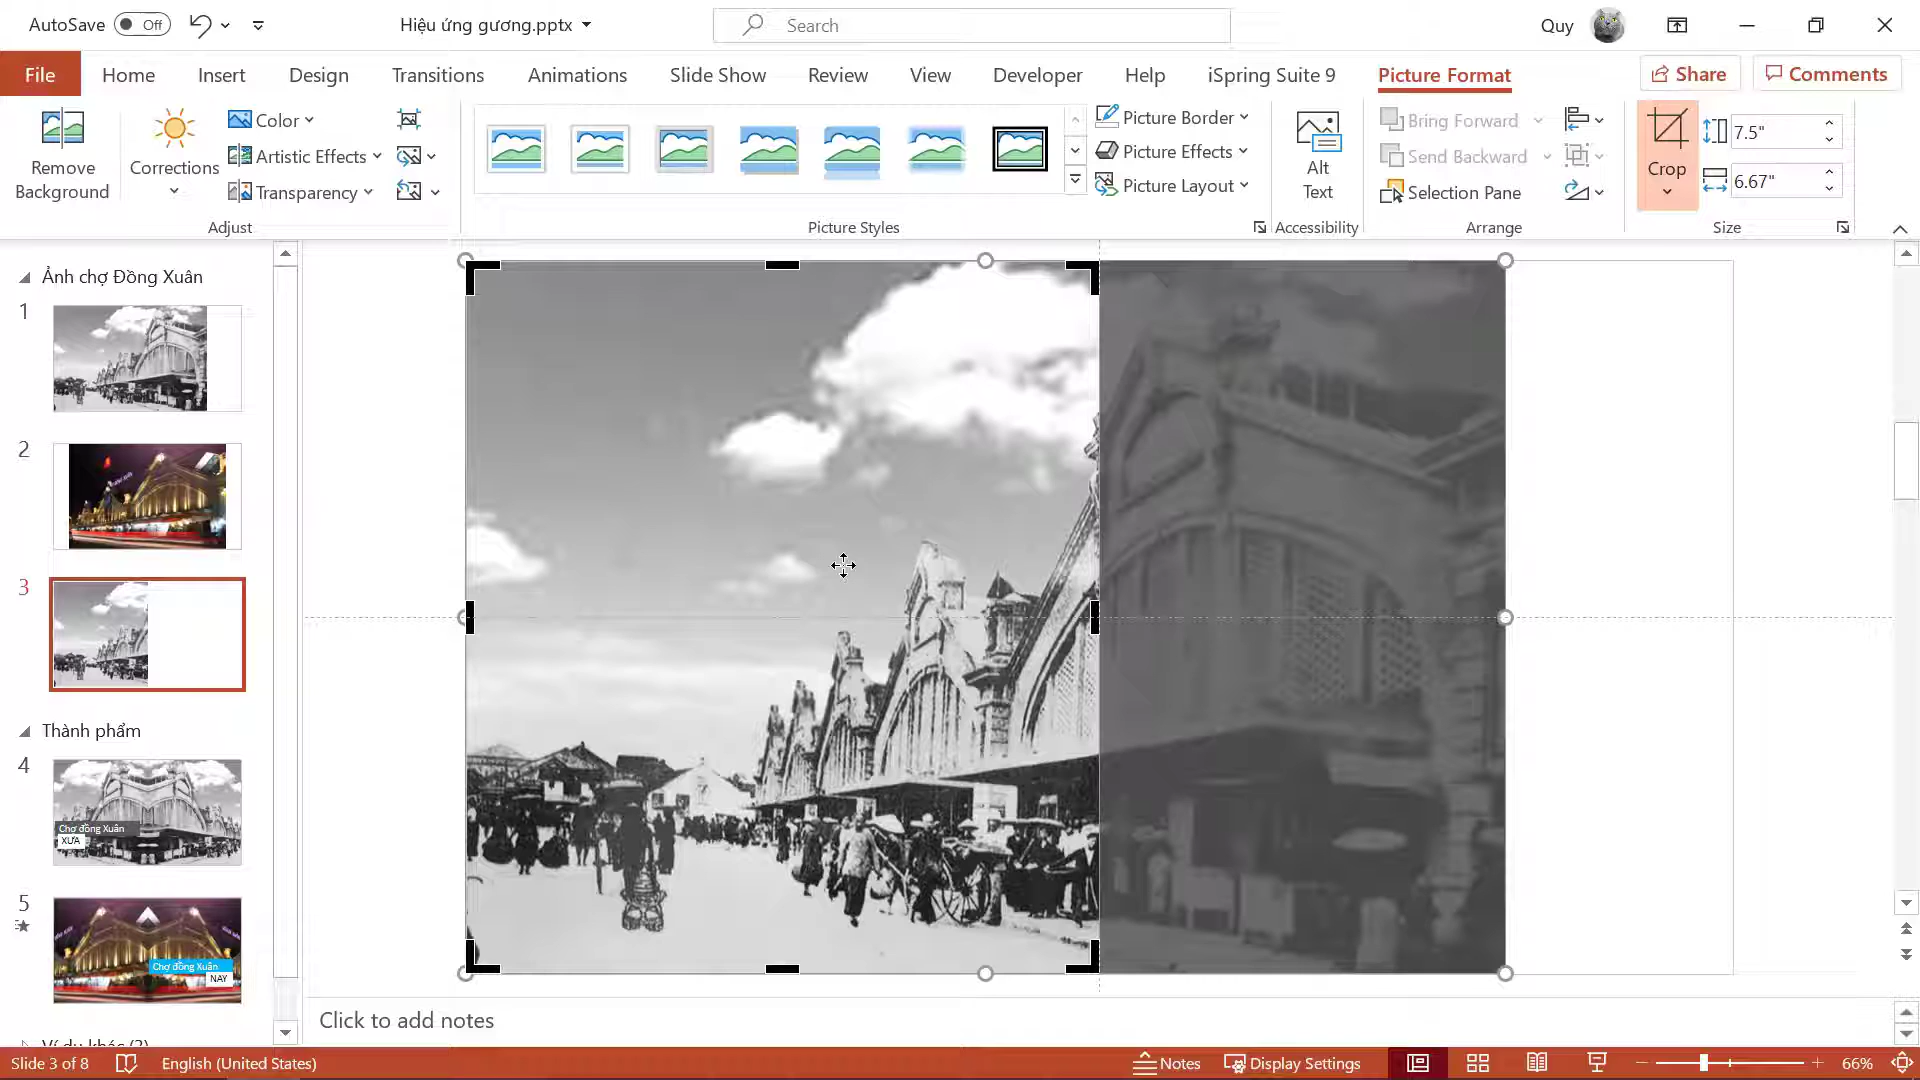 AutoSave Off Hiệu ứng gương.pptx Search Quy
File Home Insert Design Transitions Animations Slide Show Review View Developer Help iSpring Suite 9 Picture Format Share Comments
Remove Background
Corrections
Color
Artistic Effects
Transparency
Adjust
Picture Styles
Picture Border
Picture Effects
Picture Layout
Alt Text
Accessibility
Bring Forward
Send Backward
Selection Pane
Arrange
Crop
7.5"
6.67"
Size
Ảnh chợ Đồng Xuân
1
2
3
Thành phẩm
4
Chợ đồng Xuân
XƯA
5
Chợ đồng Xuân
NAY
Ví dụ khác (3)
Click to add notes
Slide 3 of 8 English (United States) Notes Display Settings 66%